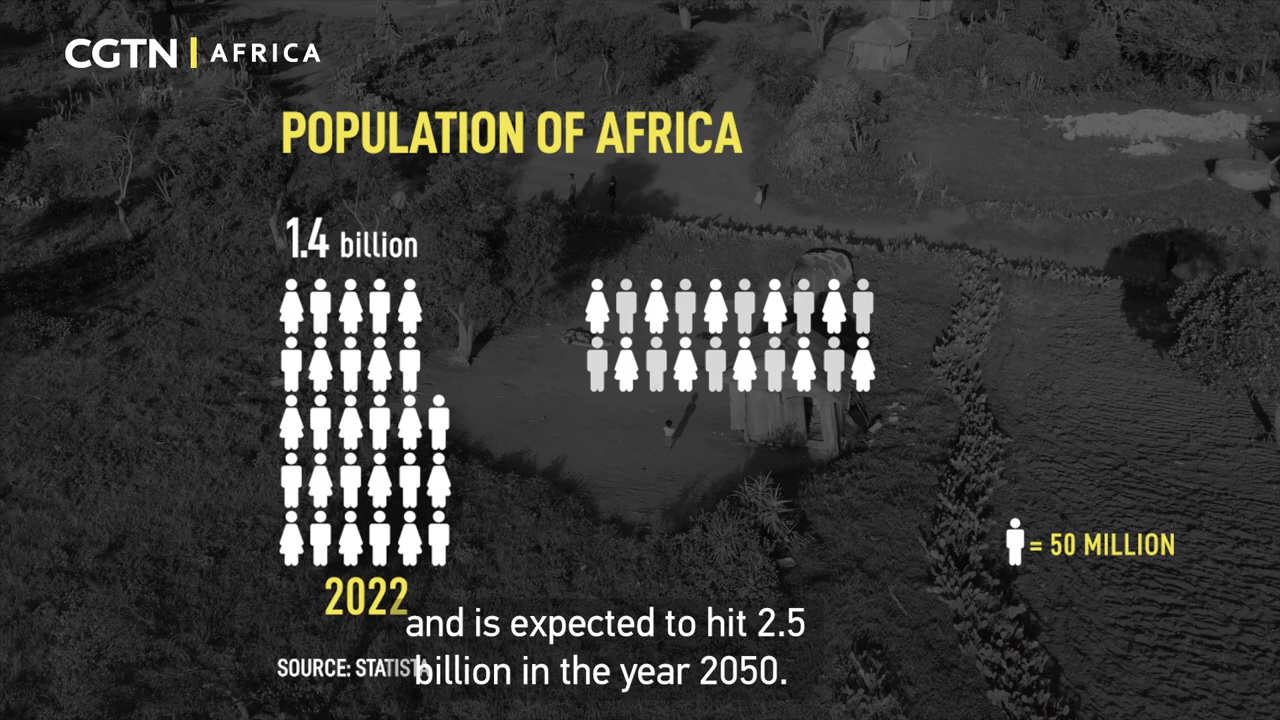 CGTN | AFRICA
POPULATION OF AFRICA
1.4 billion
= 50 MILLION
2022
and is expected to hit 2.5
billion in the year 2050.
SOURCE: STATISTA